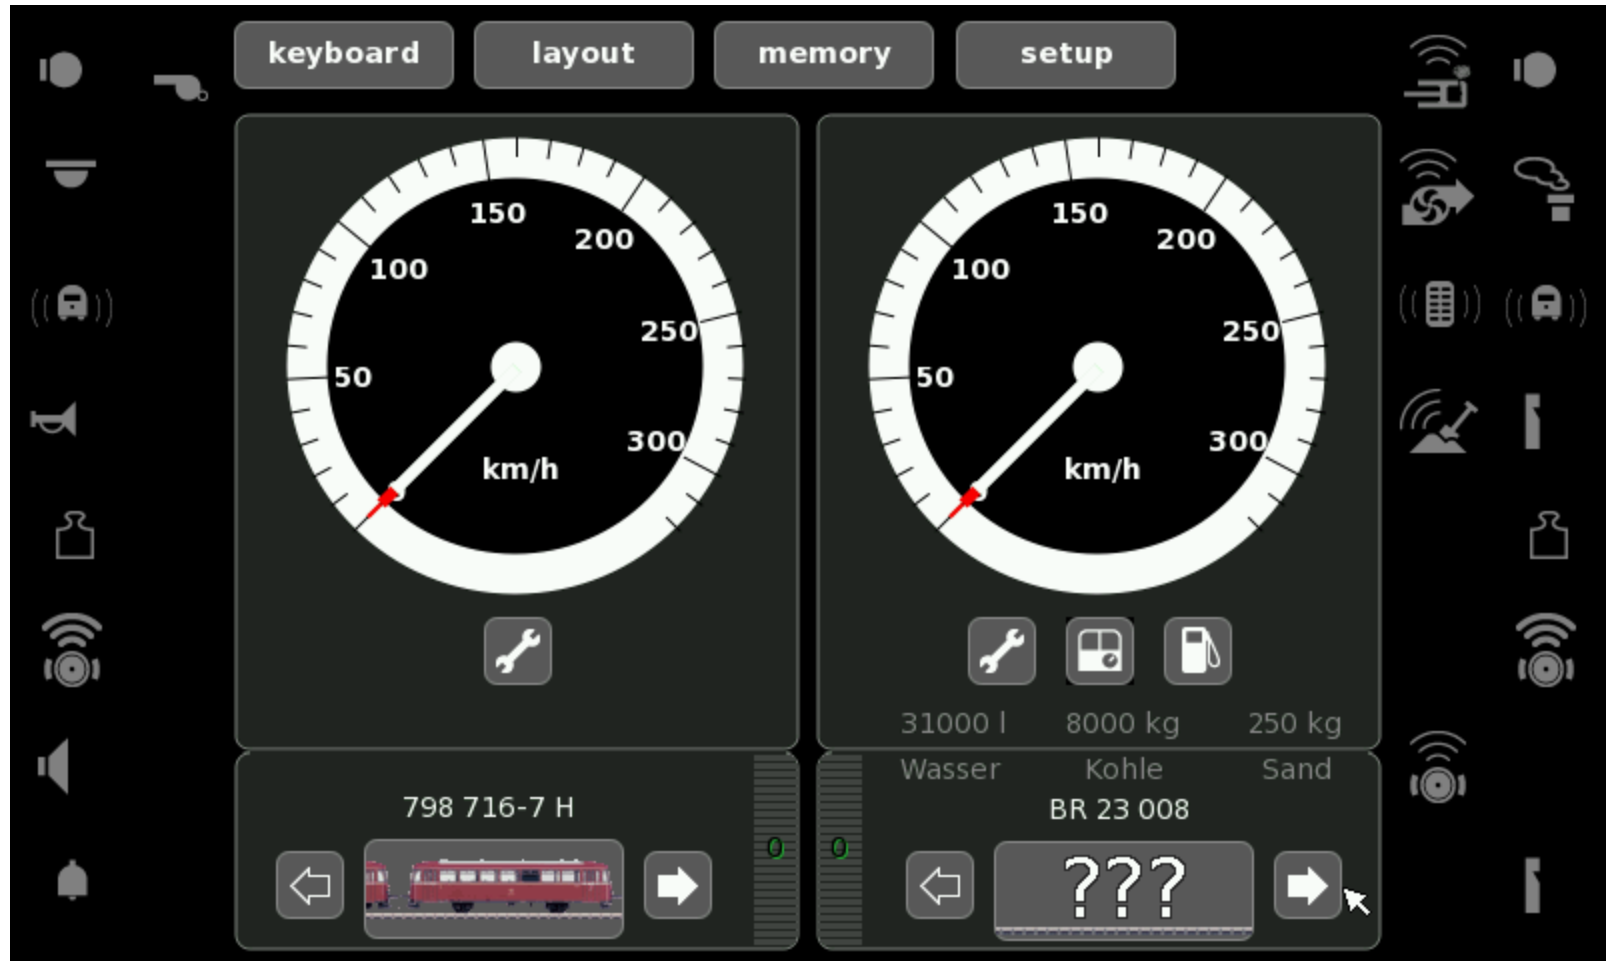 keyboard layout memory setup
150
200
100
250
50
300
km/h
150
200
100
250
50
300
km/h
31000 l 8000 kg 250 kg
Wasser Kohle Sand
798 716-7 H
0
0
BR 23 008
???